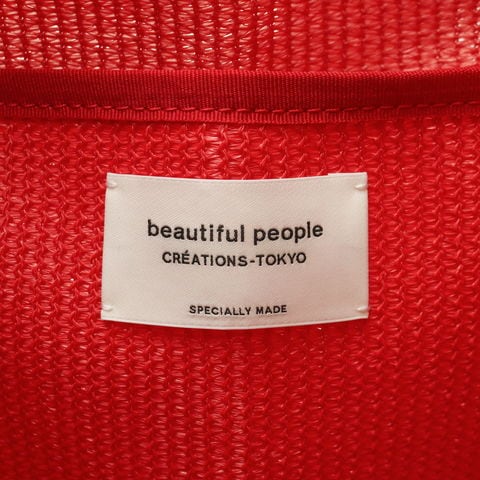 beautiful people
CRÉATIONS-TOKYO
SPECIALLY MADE